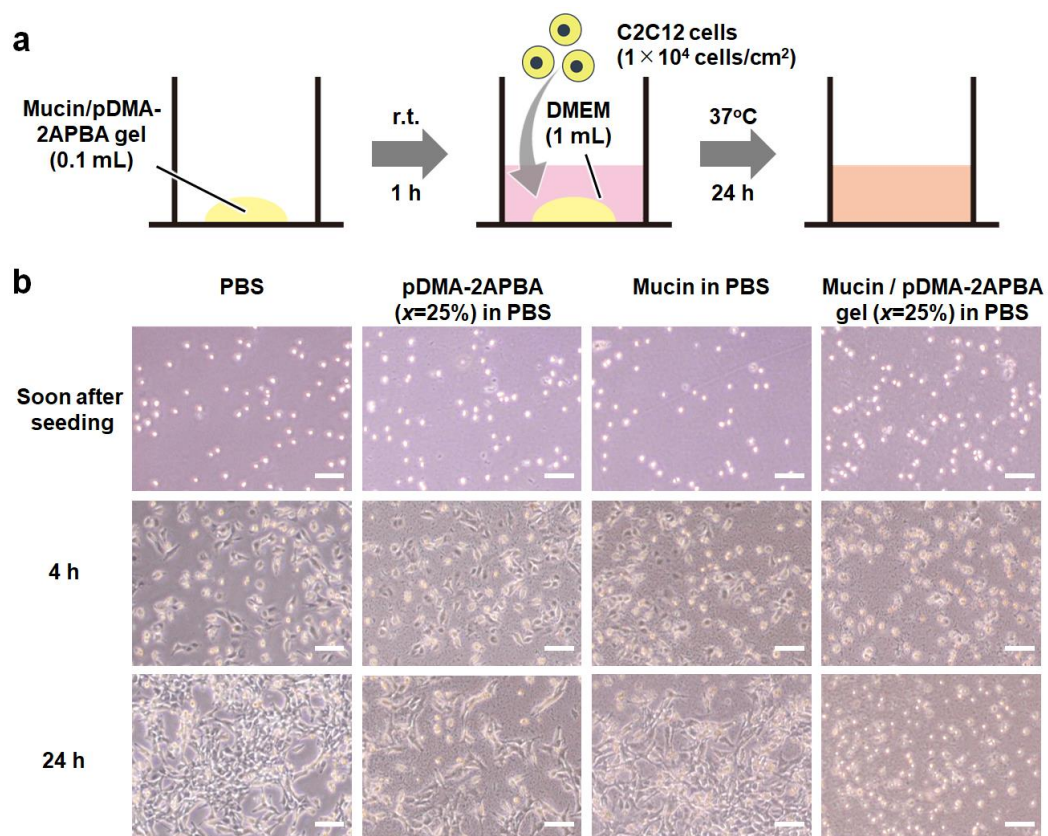 a
C2C12 cells
(1×10⁴ cells/cm²)
Mucin/pDMA-
2APBA gel
(0.1 mL)
r.t.
1 h
DMEM
(1 mL)
37°C
24 h
b
PBS
pDMA-2APBA
(x=25%) in PBS
Mucin in PBS
Mucin / pDMA-2APBA
gel (x=25%) in PBS
Soon after
seeding
4 h
24 h